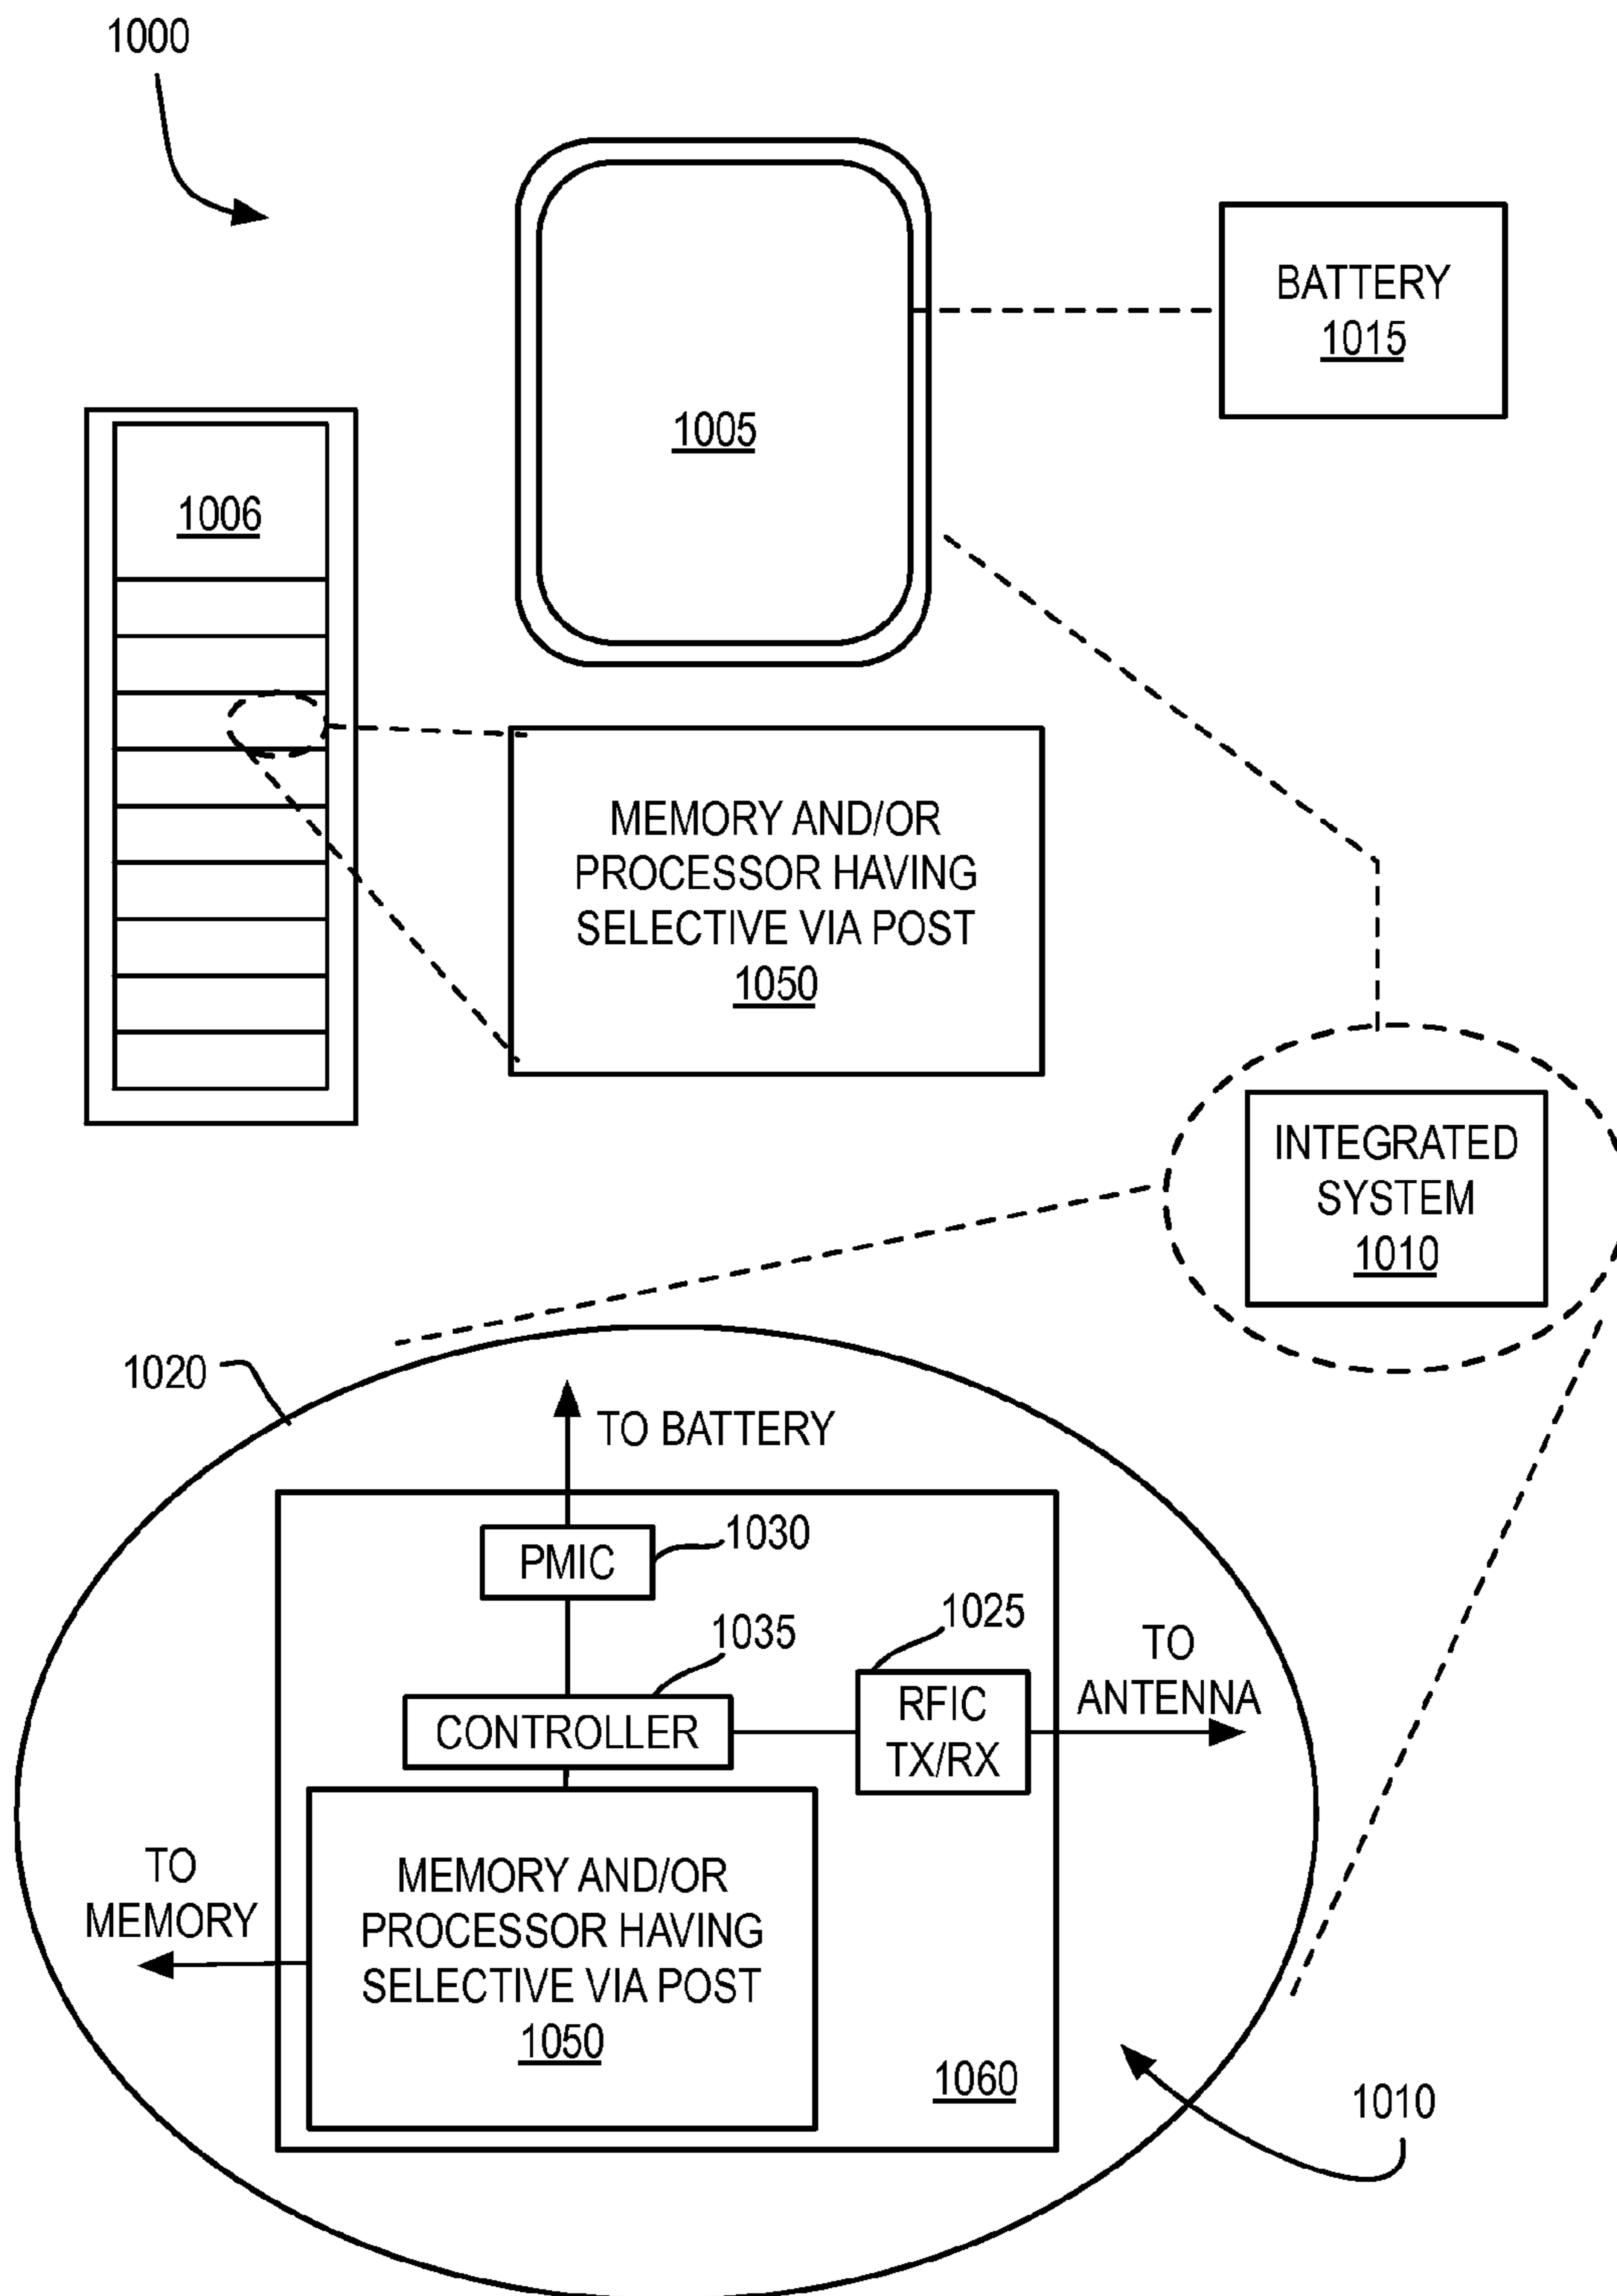 1000
BATTERY
1015
1005
1006
MEMORY AND/OR
PROCESSOR HAVING
SELECTIVE VIA POST
1050
INTEGRATED
SYSTEM
1010
1020
TO BATTERY
PMIC
1030
1035
1025
CONTROLLER
RFIC
TX/RX
TO
ANTENNA
TO
MEMORY
MEMORY AND/OR
PROCESSOR HAVING
SELECTIVE VIA POST
1050
1060
1010